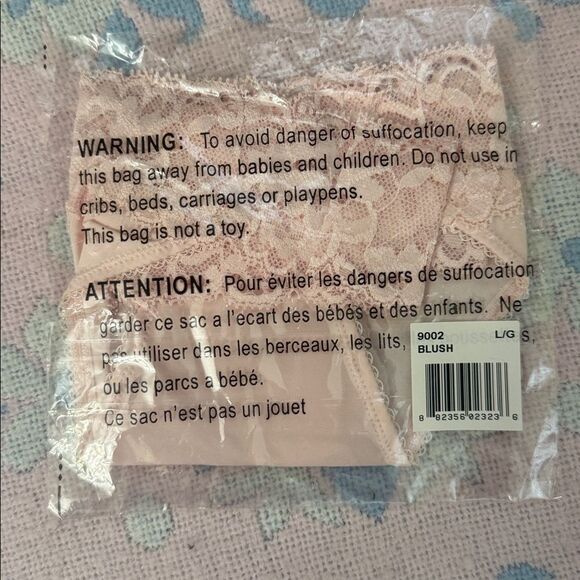 WARNING: To avoid danger of suffocation, keep
this bag away from babies and children. Do not use in
cribs, beds, carriages or playpens.
This bag is not a toy.
ATTENTION: Pour éviter les dangers de suffocation
garder ce sac a l'ecart des bébés et des enfants. Ne
pas utiliser dans les berceaux, les lits,
ou les parcs a bébé.
Ce sac n'est pas un jouet
9002 L/G
BLUSH
8 82356 02323 6